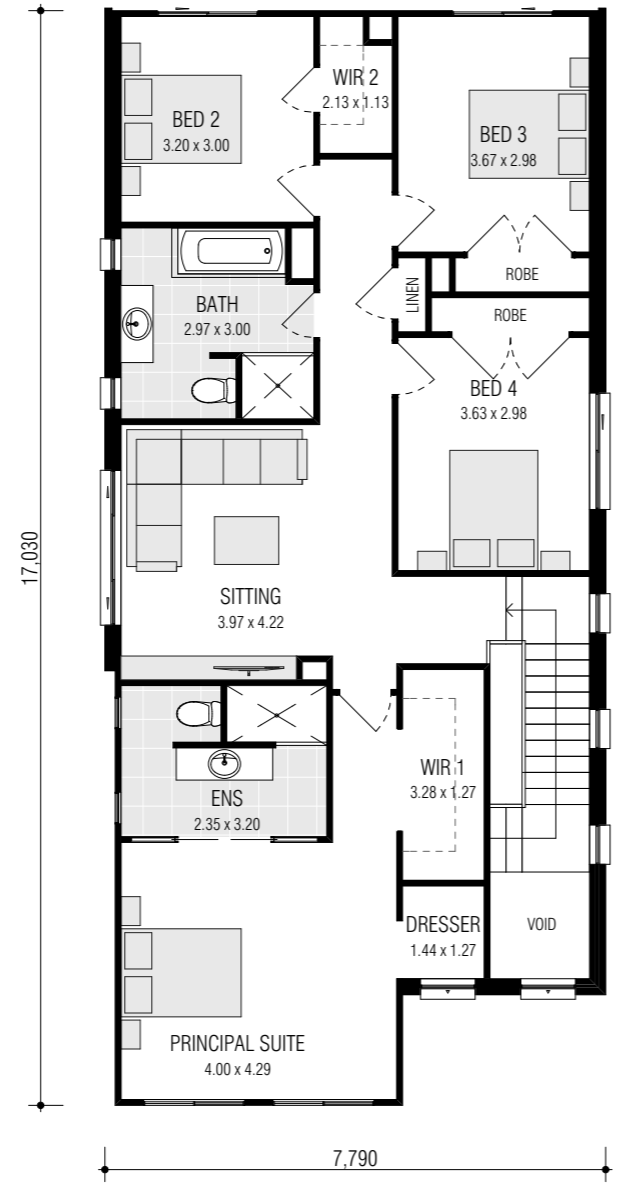 WIR 2
2.13 x 1.13
BED 2
3.20 x 3.00
BED 3
3.67 x 2.98
ROBE
LINEN
BATH
2.97 x 3.00
ROBE
BED 4
3.63 x 2.98
17,030
SITTING
3.97 x 4.22
WIR 1
3.28 x 1.27
ENS
2.35 x 3.20
DRESSER
1.44 x 1.27
VOID
PRINCIPAL SUITE
4.00 x 4.29
7,790